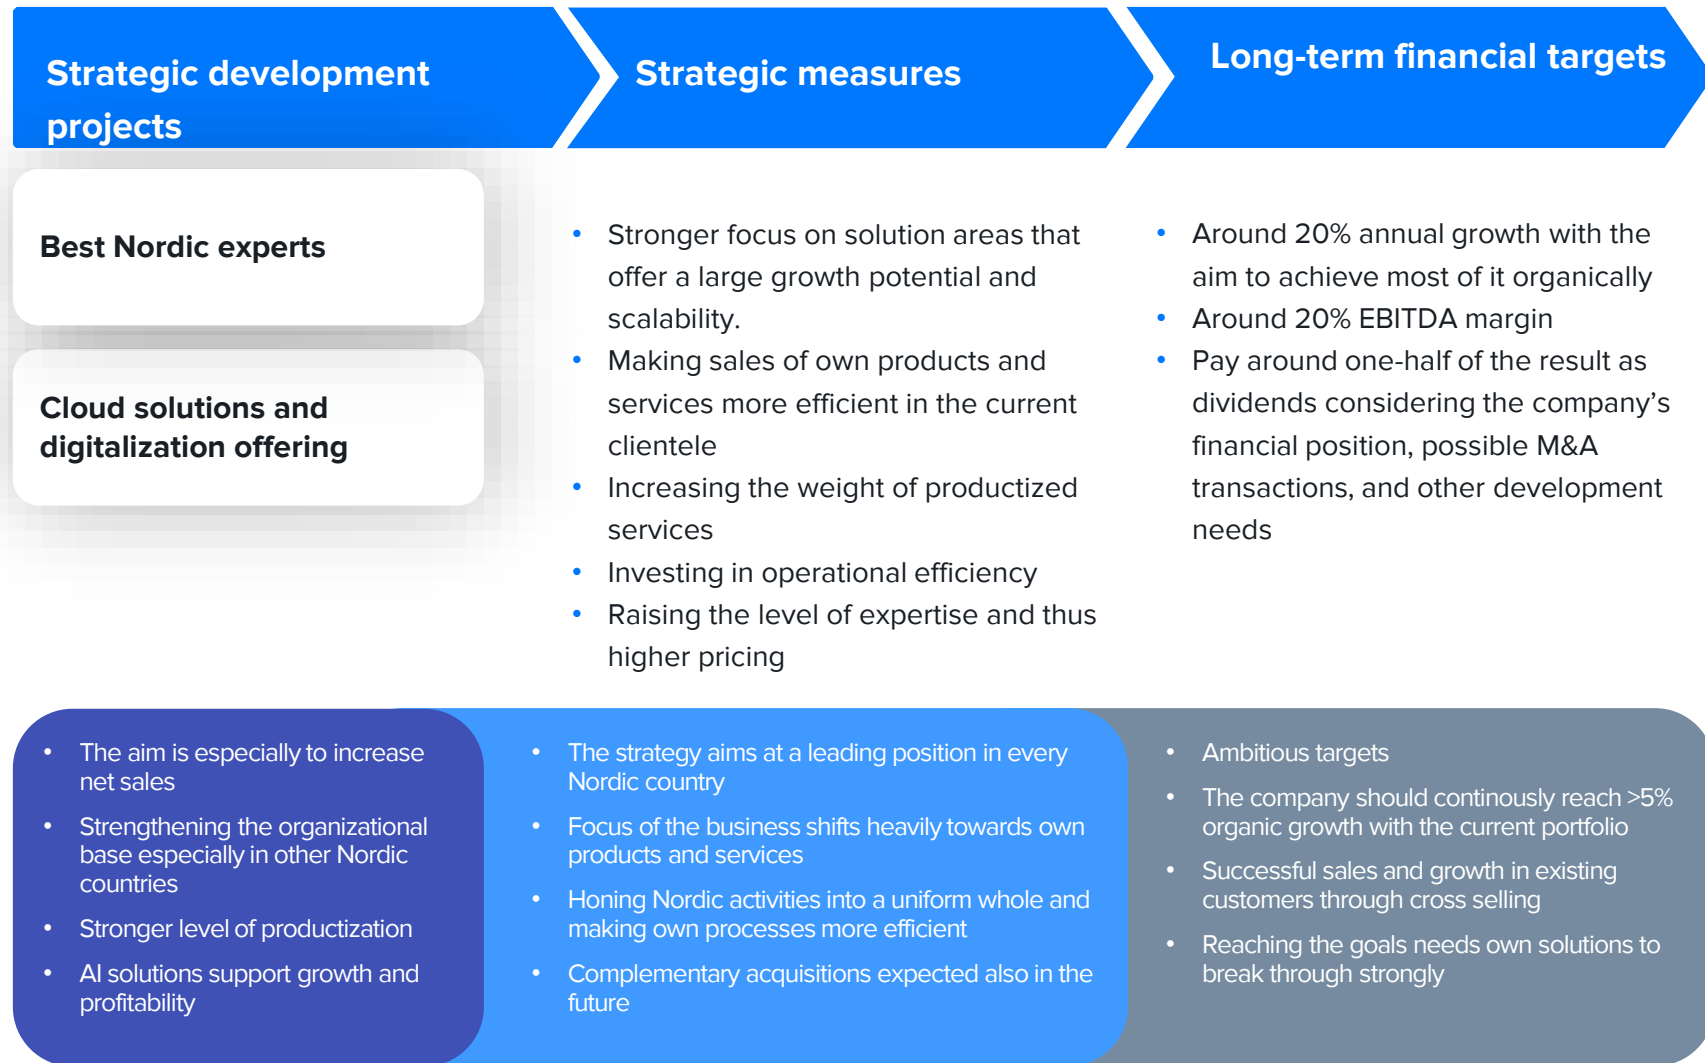 Strategic development
projects
Strategic measures
Long-term financial targets
Best Nordic experts
Cloud solutions and
digitalization offering
• Stronger focus on solution areas that
offer a large growth potential and
scalability.
• Making sales of own products and
services more efficient in the current
clientele
• Increasing the weight of productized
services
• Investing in operational efficiency
• Raising the level of expertise and thus
higher pricing
• Around 20% annual growth with the
aim to achieve most of it organically
• Around 20% EBITDA margin
• Pay around one-half of the result as
dividends considering the company’s
financial position, possible M&A
transactions, and other development
needs
• The aim is especially to increase
net sales
• Strengthening the organizational
base especially in other Nordic
countries
• Stronger level of productization
• AI solutions support growth and
profitability
• The strategy aims at a leading position in every
Nordic country
• Focus of the business shifts heavily towards own
products and services
• Honing Nordic activities into a uniform whole and
making own processes more efficient
• Complementary acquisitions expected also in the
future
• Ambitious targets
• The company should continously reach >5%
organic growth with the current portfolio
• Successful sales and growth in existing
customers through cross selling
• Reaching the goals needs own solutions to
break through strongly